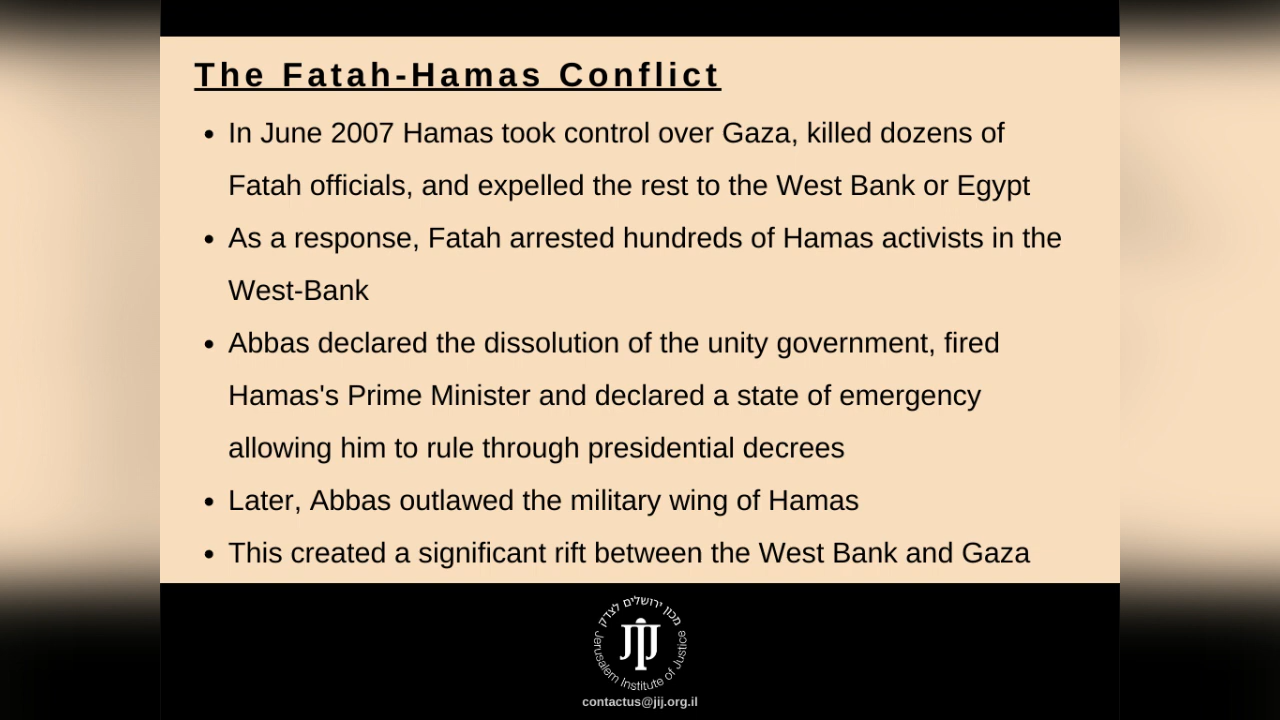 The Fatah-Hamas Conflict
• In June 2007 Hamas took control over Gaza, killed dozens of
Fatah officials, and expelled the rest to the West Bank or Egypt
• As a response, Fatah arrested hundreds of Hamas activists in the
West-Bank
• Abbas declared the dissolution of the unity government, fired
Hamas's Prime Minister and declared a state of emergency
allowing him to rule through presidential decrees
• Later, Abbas outlawed the military wing of Hamas
• This created a significant rift between the West Bank and Gaza
מכון ירושלים לצדק
JIJ
Jerusalem Institute of Justice
contactus@jij.org.il